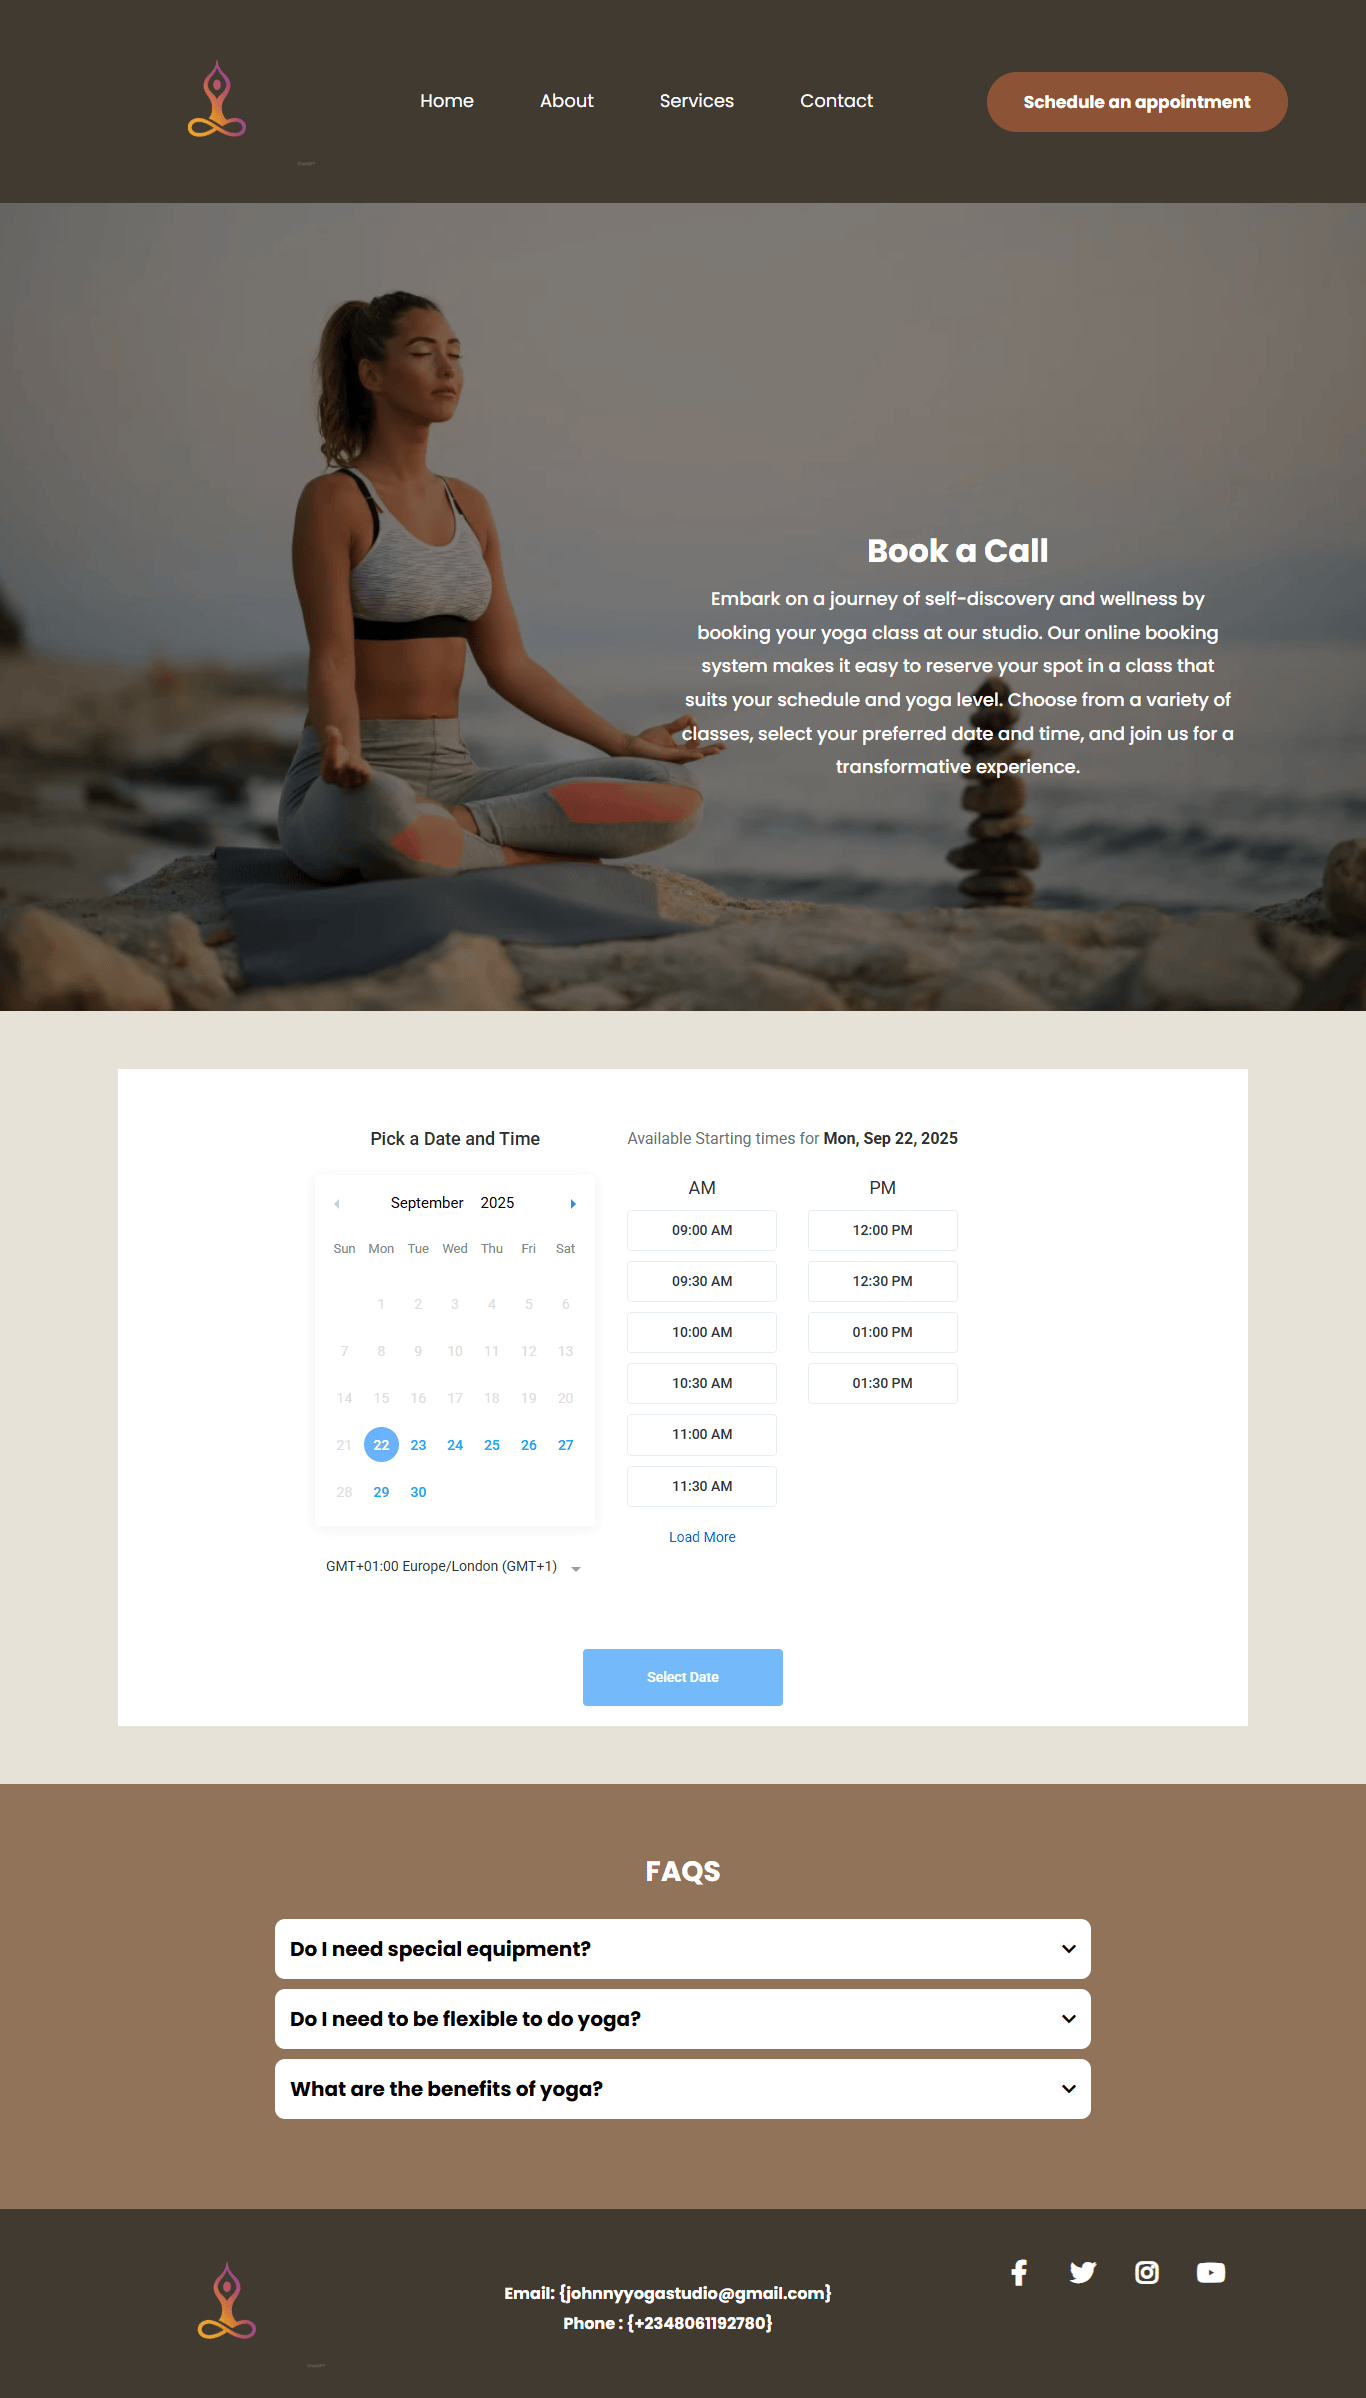 Home
About
Services
Contact
Schedule an appointment
Book a Call
Embark on a journey of self-discovery and wellness by
booking your yoga class at our studio. Our online booking
system makes it easy to reserve your spot in a class that
suits your schedule and yoga level. Choose from a variety of
classes, select your preferred date and time, and join us for a
transformative experience.
Pick a Date and Time
September 2025
Sun Mon Tue Wed Thu Fri Sat
1 2 3 4 5 6
7 8 9 10 11 12 13
14 15 16 17 18 19 20
21 22 23 24 25 26 27
28 29 30
GMT+01:00 Europe/London (GMT+1)
Available Starting times for Mon, Sep 22, 2025
AM
09:00 AM
09:30 AM
10:00 AM
10:30 AM
11:00 AM
11:30 AM
Load More
PM
12:00 PM
12:30 PM
01:00 PM
01:30 PM
Select Date
FAQS
Do I need special equipment?
Do I need to be flexible to do yoga?
What are the benefits of yoga?
Email: {johnnyyogastudio@gmail.com}
Phone : {+2348061192780}